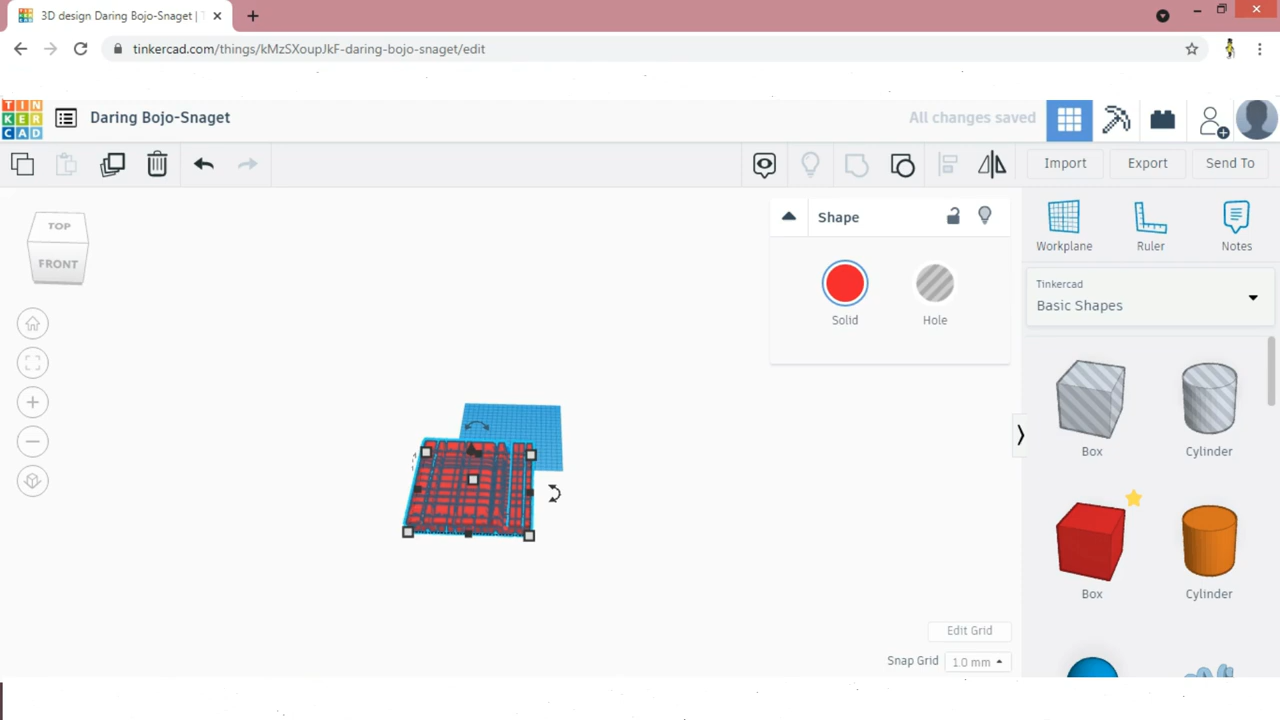 3D design Daring Bojo-Snaget | T
tinkercad.com/things/kMzSXoupJkF-daring-bojo-snaget/edit
TIN
KER
CAD
Daring Bojo-Snaget
All changes saved
Import
Export
Send To
TOP
FRONT
Shape
Solid
Hole
Workplane
Ruler
Notes
Tinkercad
Basic Shapes
Box
Cylinder
Box
Cylinder
Edit Grid
Snap Grid
1.0 mm